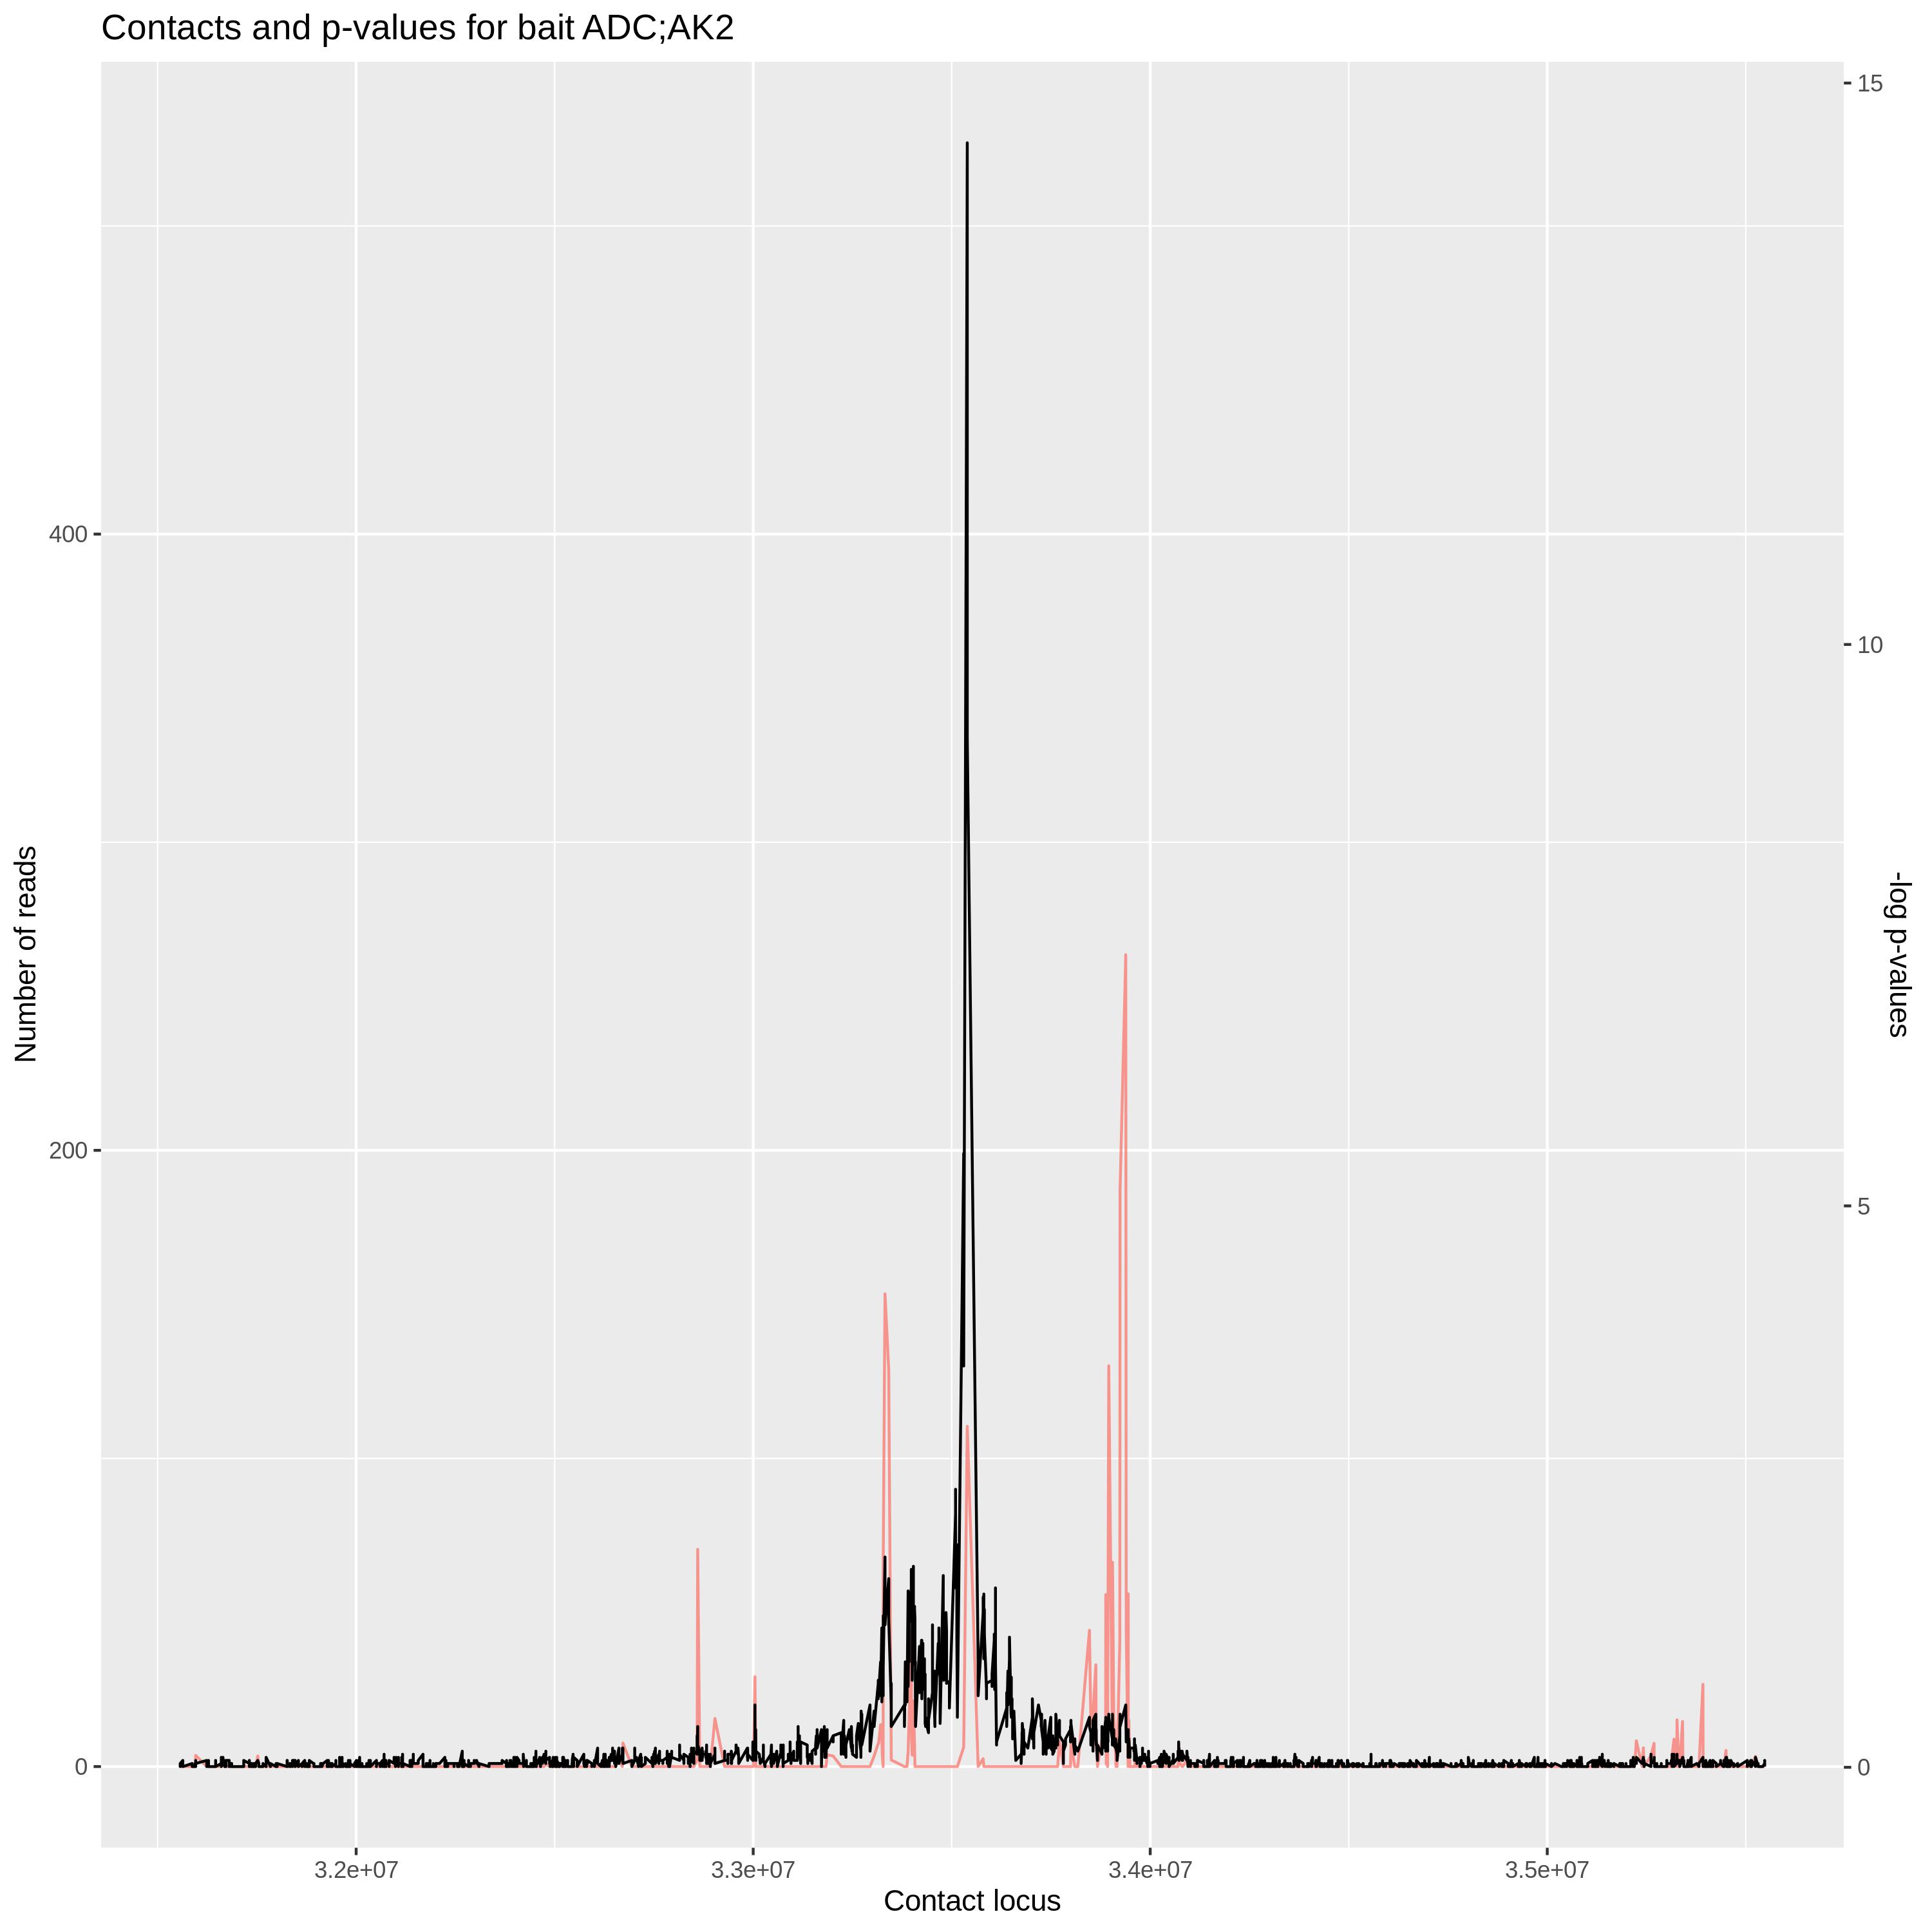 Contacts and p-values for bait ADC;AK2
15
400
10
Number of reads
-log p-values
200
5
0
0
3.2e+07
3.3e+07
3.4e+07
3.5e+07
Contact locus